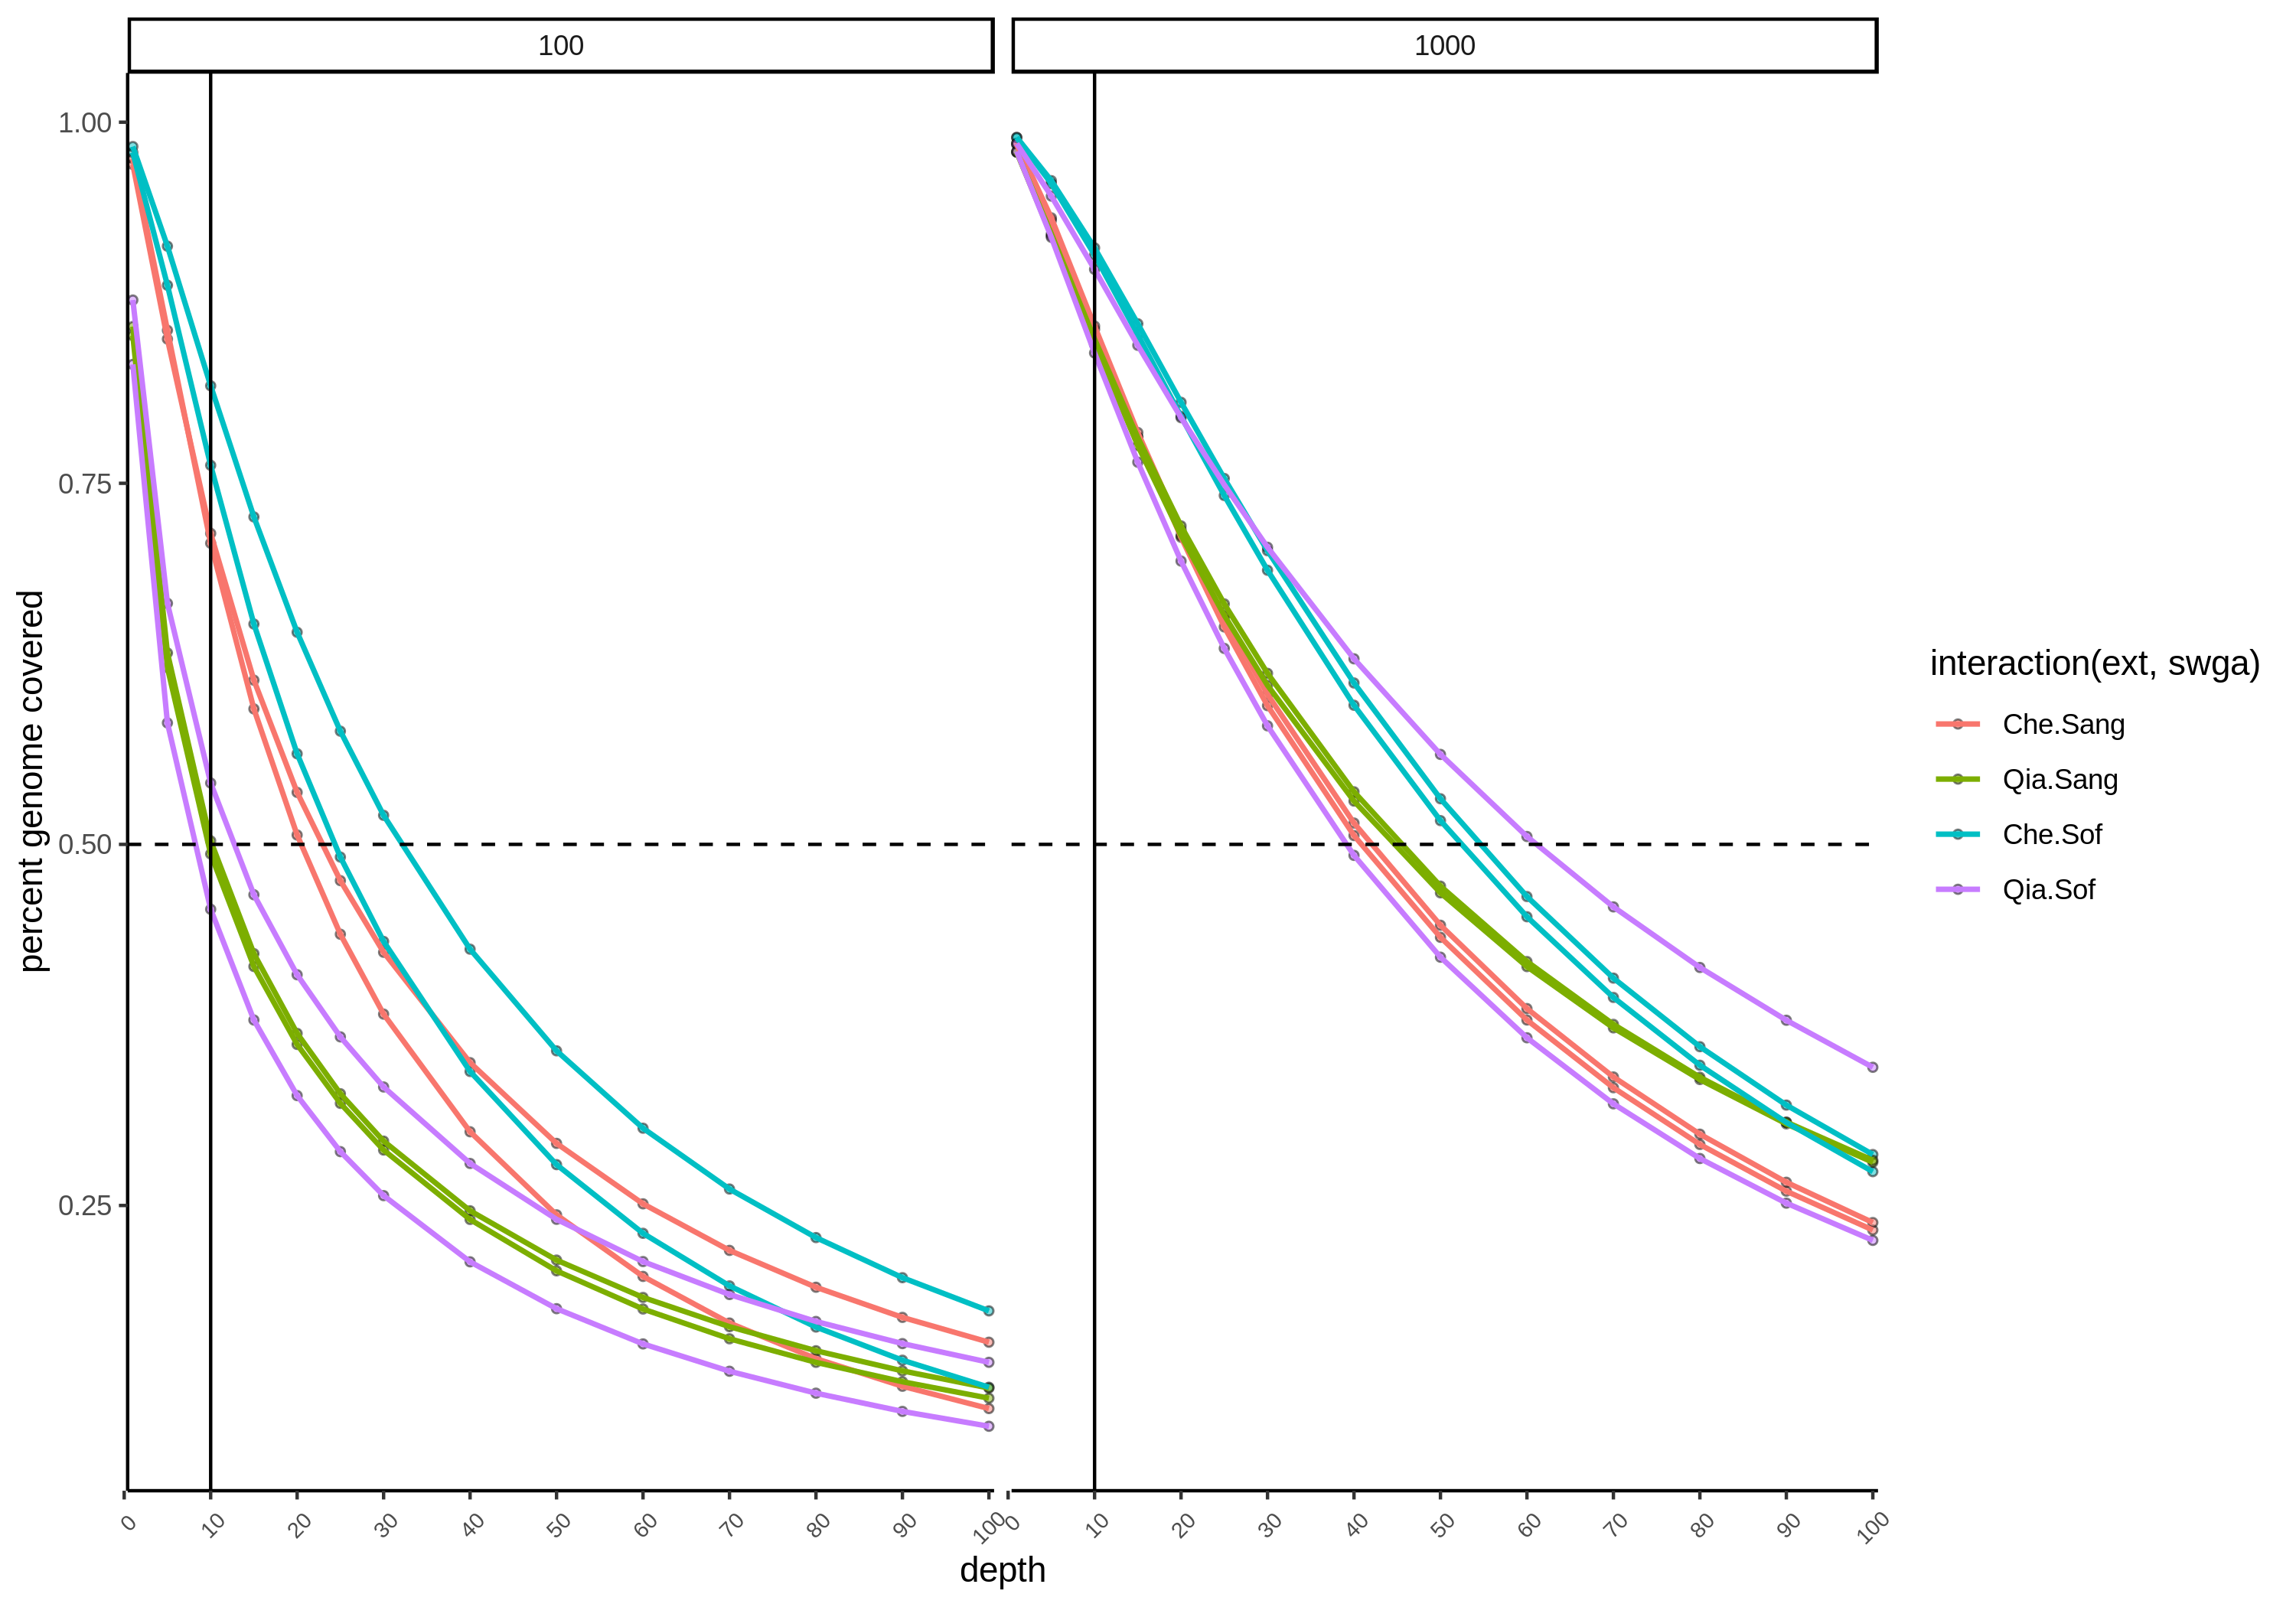 100
1000
1.00
0.75
0.50
0.25
percent genome covered
0 10 20 30 40 50 60 70 80 90 100
0 10 20 30 40 50 60 70 80 90 100
depth
interaction(ext, swga)
Che.Sang
Qia.Sang
Che.Sof
Qia.Sof